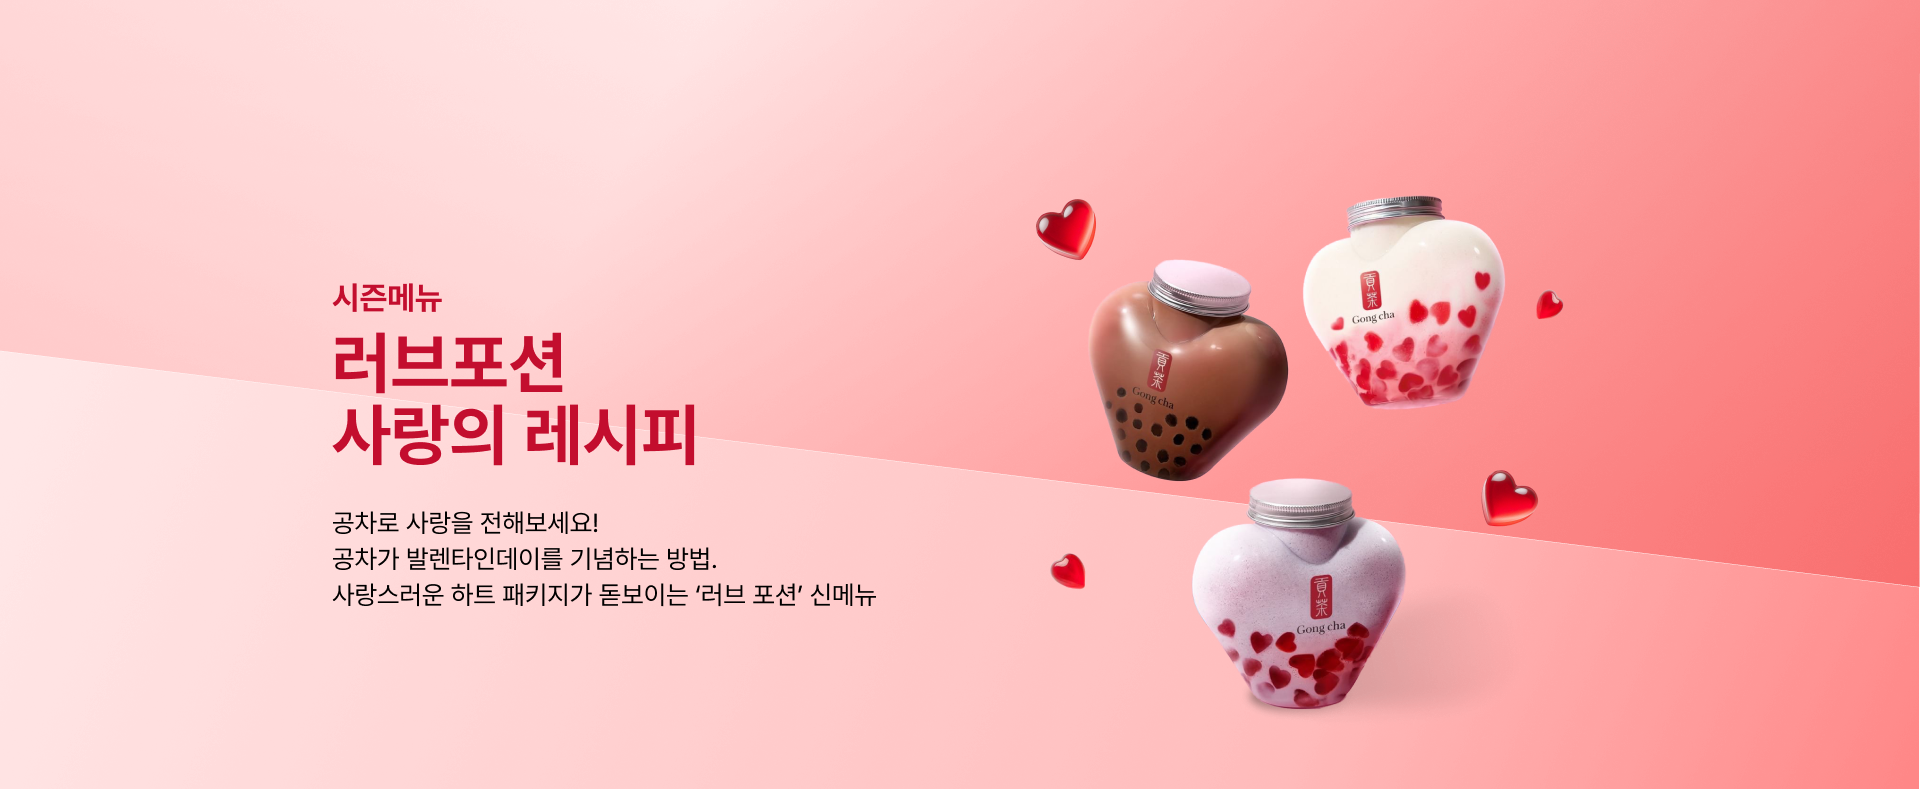 시즌메뉴
러브포션
사랑의 레시피
공차로 사랑을 전해보세요!
공차가 발렌타인데이를 기념하는 방법.
사랑스러운 하트 패키지가 돋보이는 ‘러브 포션’ 신메뉴
貢茶
Gong cha
貢茶
Gong cha
貢茶
Gong cha